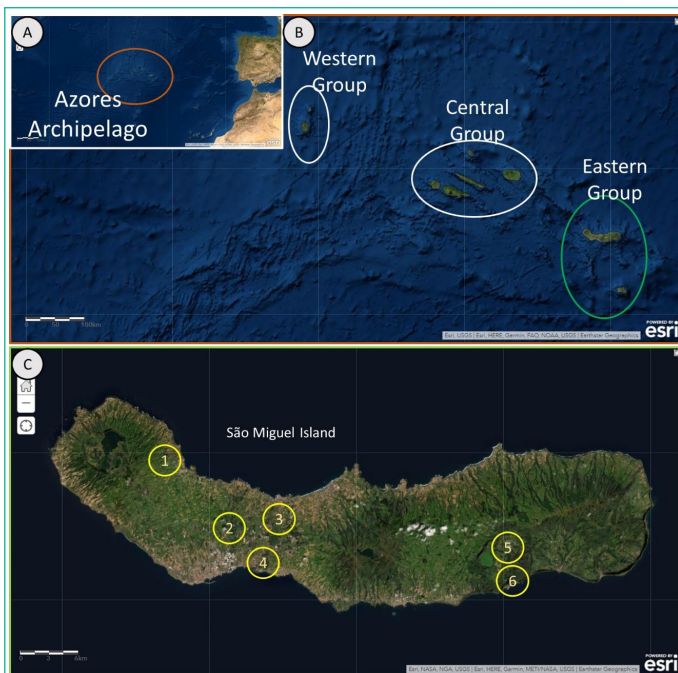 A
Azores
Archipelago
B
Western
Group
Central
Group
Eastern
Group
0 50 100km
POWERED BY
esri
Esri, USGS | Esri, HERE, Garmin, FAO, NOAA, USGS | Earthstar Geographics
C
São Miguel Island
1
2
3
4
5
6
0 3 6km
POWERED BY
esri
Esri, NASA, NGA, USGS | Esri, HERE, Garmin, METI/NASA, USGS | Earthstar Geographics